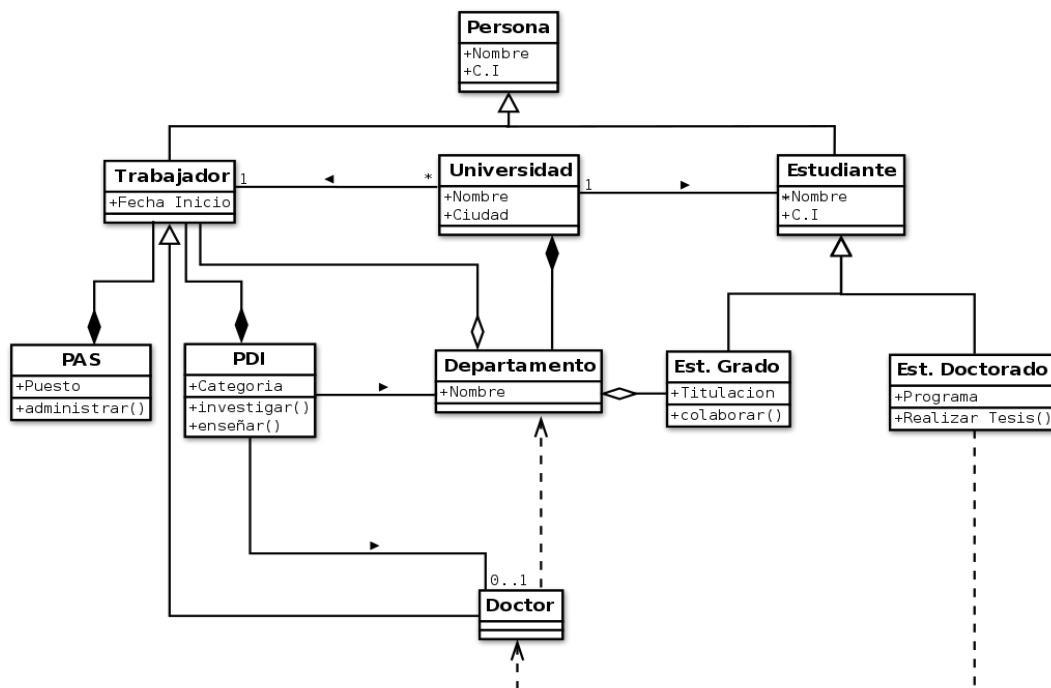 Persona
+Nombre
+C.I
Trabajador
+Fecha Inicio
1
*
Universidad
+Nombre
+Ciudad
1
Estudiante
+Nombre
+C.I
PAS
+Puesto
+administrar()
PDI
+Categoria
+investigar()
+enseñar()
Departamento
+Nombre
Est. Grado
+Titulacion
+colaborar()
Est. Doctorado
+Programa
+Realizar Tesis()
0..1
Doctor